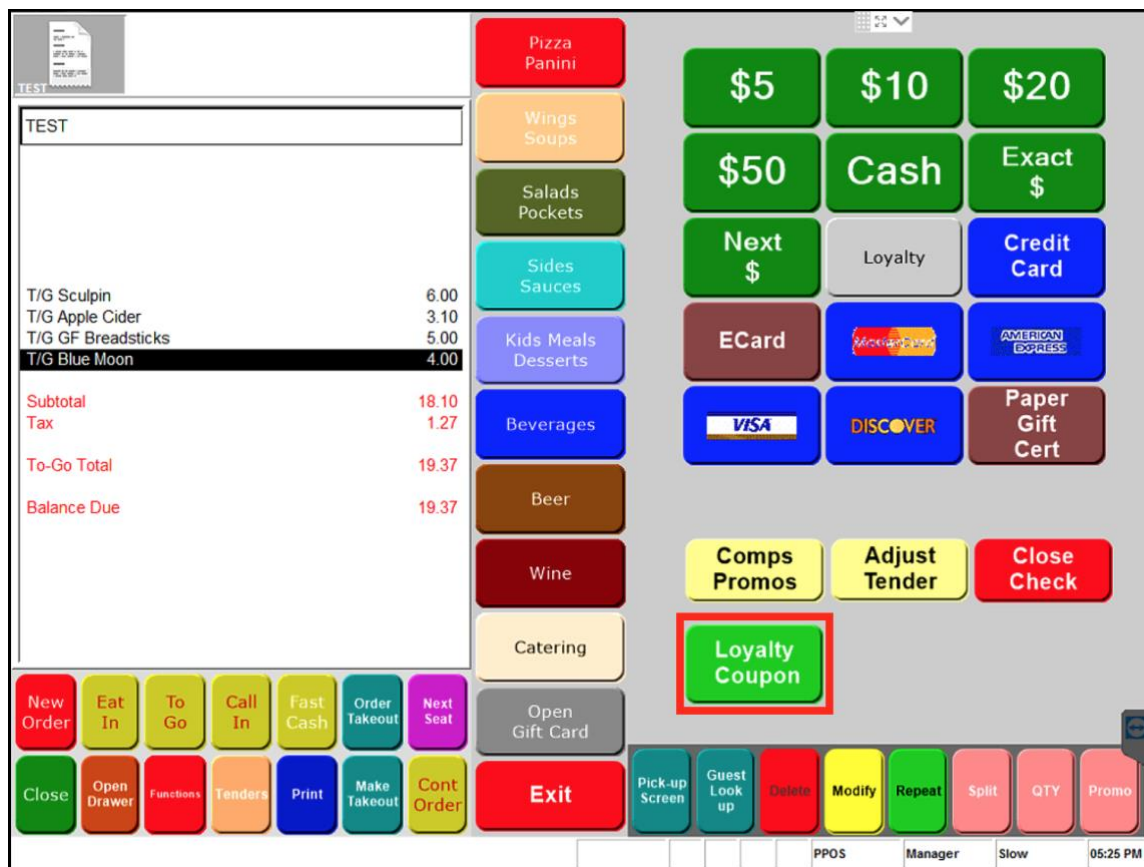 TEST
TEST
T/G Sculpin 6.00
T/G Apple Cider 3.10
T/G GF Breadsticks 5.00
T/G Blue Moon 4.00
Subtotal 18.10
Tax 1.27
To-Go Total 19.37
Balance Due 19.37
New
Order
Eat
In
To
Go
Call
In
Fast
Cash
Order
Takeout
Next
Seat
Close
Open
Drawer
Functions
Tenders
Print
Make
Takeout
Cont
Order
Pizza
Panini
Wings
Soups
Salads
Pockets
Sides
Sauces
Kids Meals
Desserts
Beverages
Beer
Wine
Catering
Open
Gift Card
Exit
$5
$10
$20
$50
Cash
Exact
$
Next
$
Loyalty
Credit
Card
ECard
MasterCard
AMERICAN
EXPRESS
VISA
DISCOVER
Paper
Gift
Cert
Comps
Promos
Adjust
Tender
Close
Check
Loyalty
Coupon
Pick-up
Screen
Guest
Look
up
Delete
Modify
Repeat
Split
QTY
Promo
PPOS Manager Slow 05:25 PM